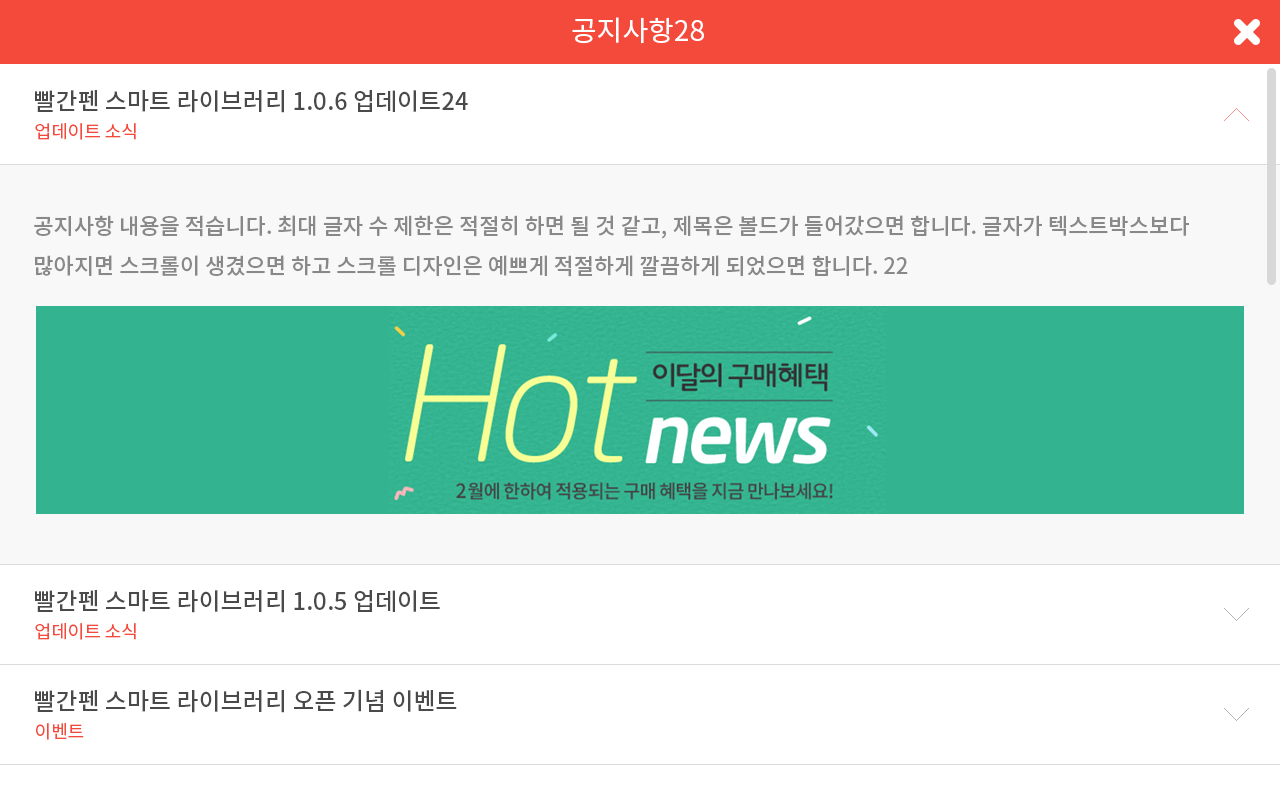 공지사항28
빨간펜 스마트 라이브러리 1.0.6 업데이트24
업데이트 소식
공지사항 내용을 적습니다. 최대 글자 수 제한은 적절히 하면 될 것 같고, 제목은 볼드가 들어갔으면 합니다. 글자가 텍스트박스보다
많아지면 스크롤이 생겼으면 하고 스크롤 디자인은 예쁘게 적절하게 깔끔하게 되었으면 합니다. 22
Hot 이달의 구매혜택
news
2월에 한하여 적용되는 구매 혜택을 지금 만나보세요!
빨간펜 스마트 라이브러리 1.0.5 업데이트
업데이트 소식
빨간펜 스마트 라이브러리 오픈 기념 이벤트
이벤트